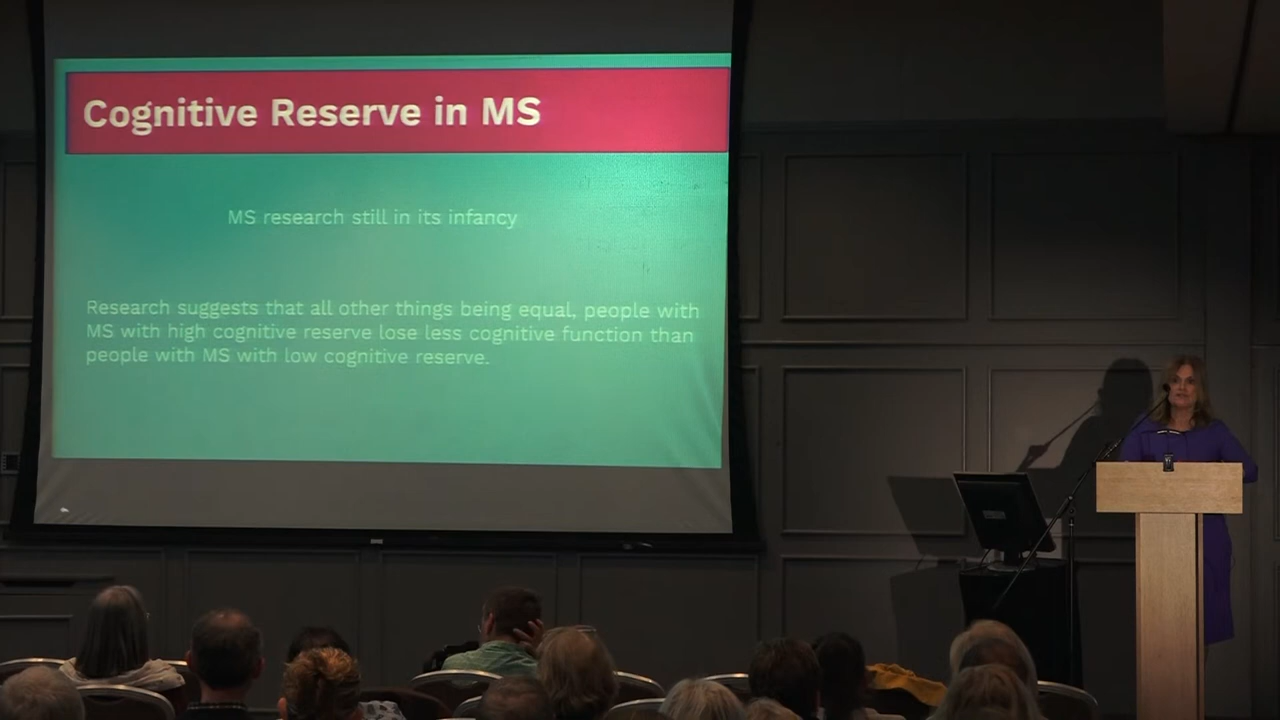 Cognitive Reserve in MS
MS research still in its infancy
Research suggests that all other things being equal, people with
MS with high cognitive reserve lose less cognitive function than
people with MS with low cognitive reserve.